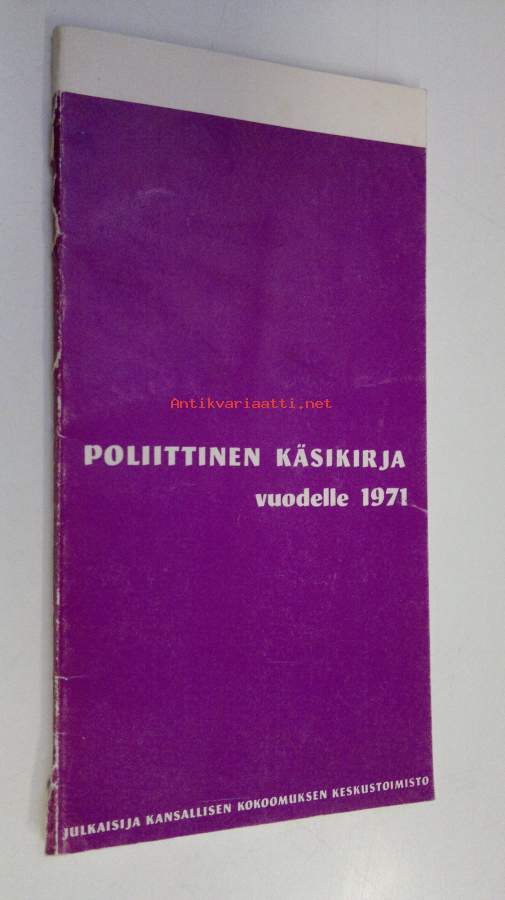 Antikvariaatti.net
POLIITTINEN KÄSIKIRJA
vuodelle 1971
JULKAISIJA KANSALLISEN KOKOOMUKSEN KESKUSTOIMISTO